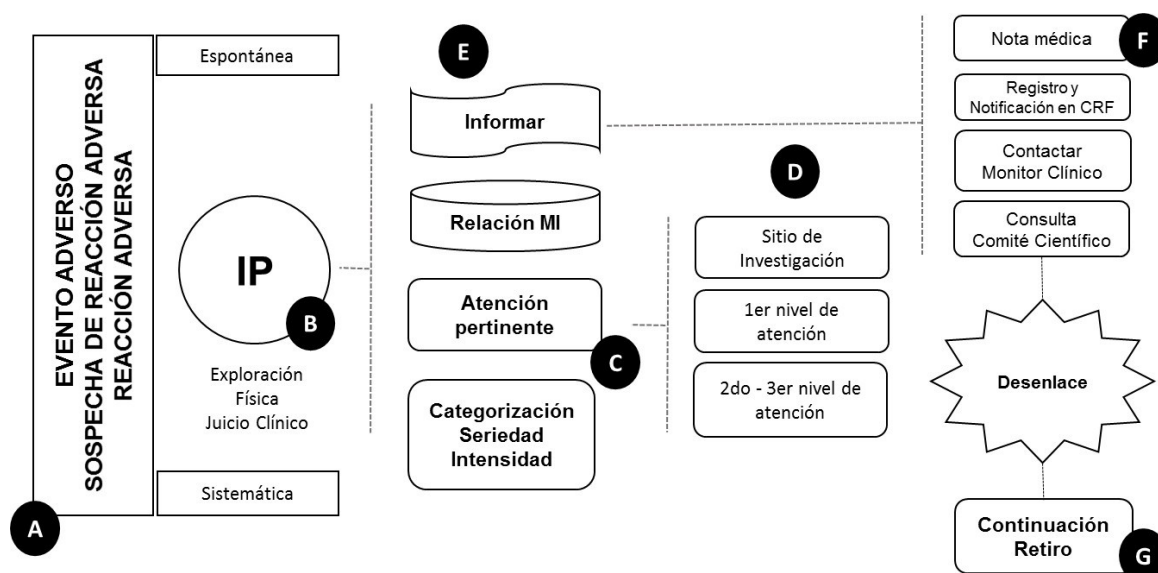 EVENTO ADVERSO
SOSPECHA DE REACCIÓN ADVERSA
REACCIÓN ADVERSA
A
Espontánea
IP
B
Exploración
Física
Juicio Clínico
Sistemática
E
Informar
Relación MI
Atención
pertinente
C
Categorización
Seriedad
Intensidad
D
Sitio de
Investigación
1er nivel de
atención
2do - 3er nivel de
atención
Nota médica
F
Registro y
Notificación en CRF
Contactar
Monitor Clínico
Consulta
Comité Científico
Desenlace
Continuación
Retiro
G